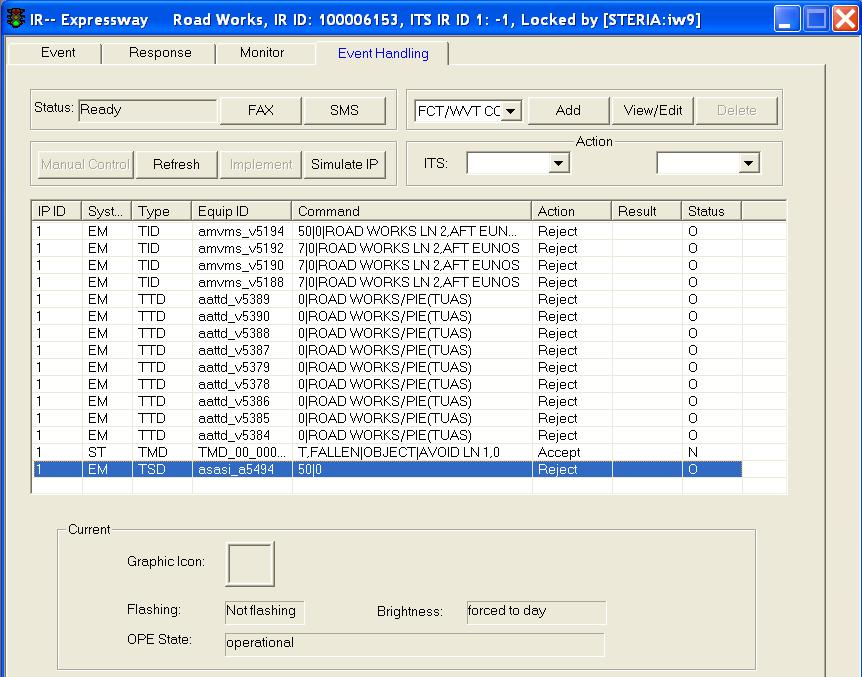 IR-- Expressway Road Works, IR ID: 100006153, ITS IR ID 1: -1, Locked by [STERIA:iw9]
Event Response Monitor Event Handling
Status: Ready FAX SMS FCT/WVT CC Add View/Edit Delete
Action
Manual Control Refresh Implement Simulate IP ITS:
IP ID Syst... Type Equip ID Command Action Result Status
1 EM TID amvms_v5194 50|0|ROAD WORKS LN 2,AFT EUN... Reject O
1 EM TID amvms_v5192 7|0|ROAD WORKS LN 2,AFT EUNOS Reject O
1 EM TID amvms_v5190 7|0|ROAD WORKS LN 2,AFT EUNOS Reject O
1 EM TID amvms_v5188 7|0|ROAD WORKS LN 2,AFT EUNOS Reject O
1 EM TTD aattd_v5389 0|ROAD WORKS/PIE(TUAS) Reject O
1 EM TTD aattd_v5390 0|ROAD WORKS/PIE(TUAS) Reject O
1 EM TTD aattd_v5388 0|ROAD WORKS/PIE(TUAS) Reject O
1 EM TTD aattd_v5387 0|ROAD WORKS/PIE(TUAS) Reject O
1 EM TTD aattd_v5379 0|ROAD WORKS/PIE(TUAS) Reject O
1 EM TTD aattd_v5378 0|ROAD WORKS/PIE(TUAS) Reject O
1 EM TTD aattd_v5386 0|ROAD WORKS/PIE(TUAS) Reject O
1 EM TTD aattd_v5385 0|ROAD WORKS/PIE(TUAS) Reject O
1 EM TTD aattd_v5384 0|ROAD WORKS/PIE(TUAS) Reject O
1 ST TMD TMD_00_000... T,FALLEN|OBJECT|AVOID LN 1,0 Accept N
1 EM TSD asasi_a5494 50|0 Reject O
Current
Graphic Icon:
Flashing: Not flashing Brightness: forced to day
OPE State: operational